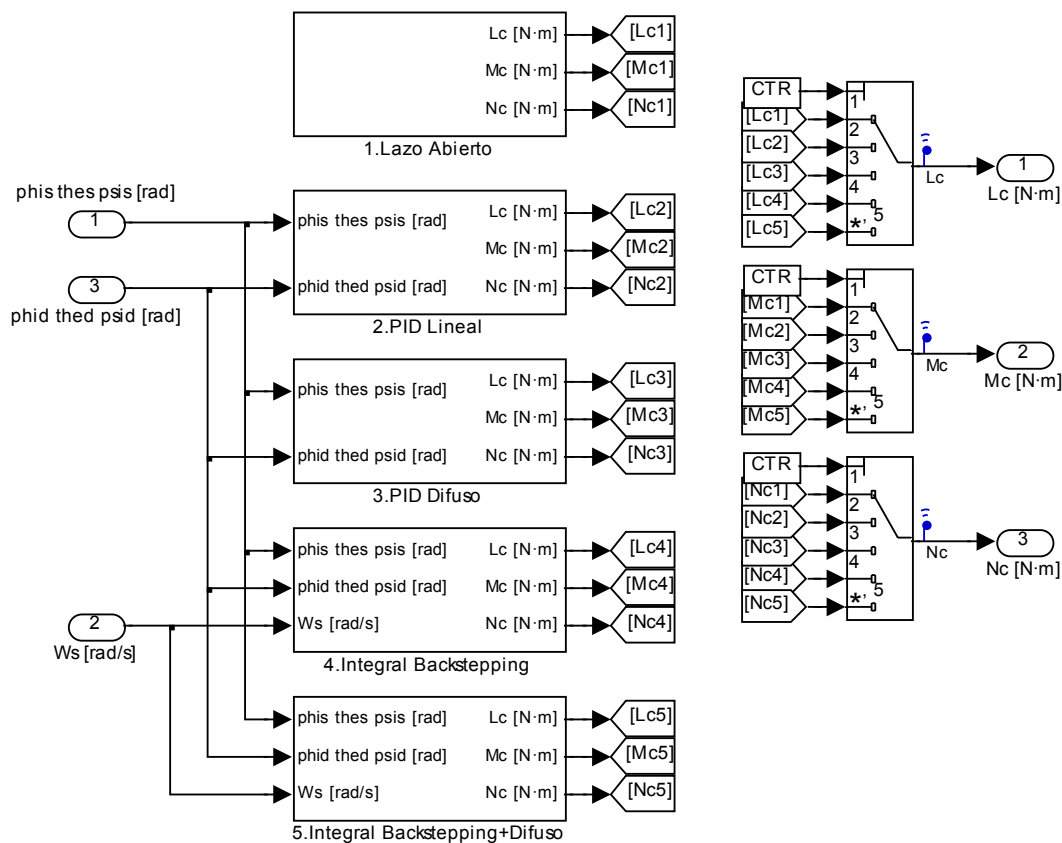 Lc [N·m]
[Lc1]
Mc [N·m]
[Mc1]
Nc [N·m]
[Nc1]
1.Lazo Abierto
phis thes psis [rad]
1
3
phid thed psid [rad]
phis thes psis [rad]
Lc [N·m]
[Lc2]
Mc [N·m]
[Mc2]
phid thed psid [rad]
Nc [N·m]
[Nc2]
2.PID Lineal
phis thes psis [rad]
Lc [N·m]
[Lc3]
Mc [N·m]
[Mc3]
phid thed psid [rad]
Nc [N·m]
[Nc3]
3.PID Difuso
2
Ws [rad/s]
phis thes psis [rad]
Lc [N·m]
[Lc4]
phid thed psid [rad]
Mc [N·m]
[Mc4]
Ws [rad/s]
Nc [N·m]
[Nc4]
4.Integral Backstepping
phis thes psis [rad]
Lc [N·m]
[Lc5]
phid thed psid [rad]
Mc [N·m]
[Mc5]
Ws [rad/s]
Nc [N·m]
[Nc5]
5.Integral Backstepping+Difuso
CTR
1
[Lc1]
2
[Lc2]
3
[Lc3]
4
[Lc4]
*, 5
[Lc5]
Lc
1
Lc [N·m]
CTR
1
[Mc1]
2
[Mc2]
3
[Mc3]
4
[Mc4]
*, 5
[Mc5]
Mc
2
Mc [N·m]
CTR
1
[Nc1]
2
[Nc2]
3
[Nc3]
4
[Nc4]
*, 5
[Nc5]
Nc
3
Nc [N·m]